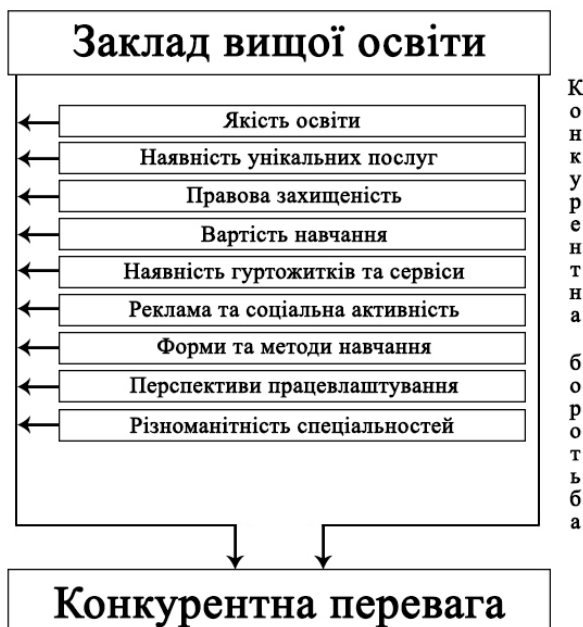 Заклад вищої освіти
Якість освіти
Наявність унікальних послуг
Правова захищеність
Вартість навчання
Наявність гуртожитків та сервіси
Реклама та соціальна активність
Форми та методи навчання
Перспективи працевлаштування
Різноманітність спеціальностей
Конкурентна боротьба
Конкурентна перевага